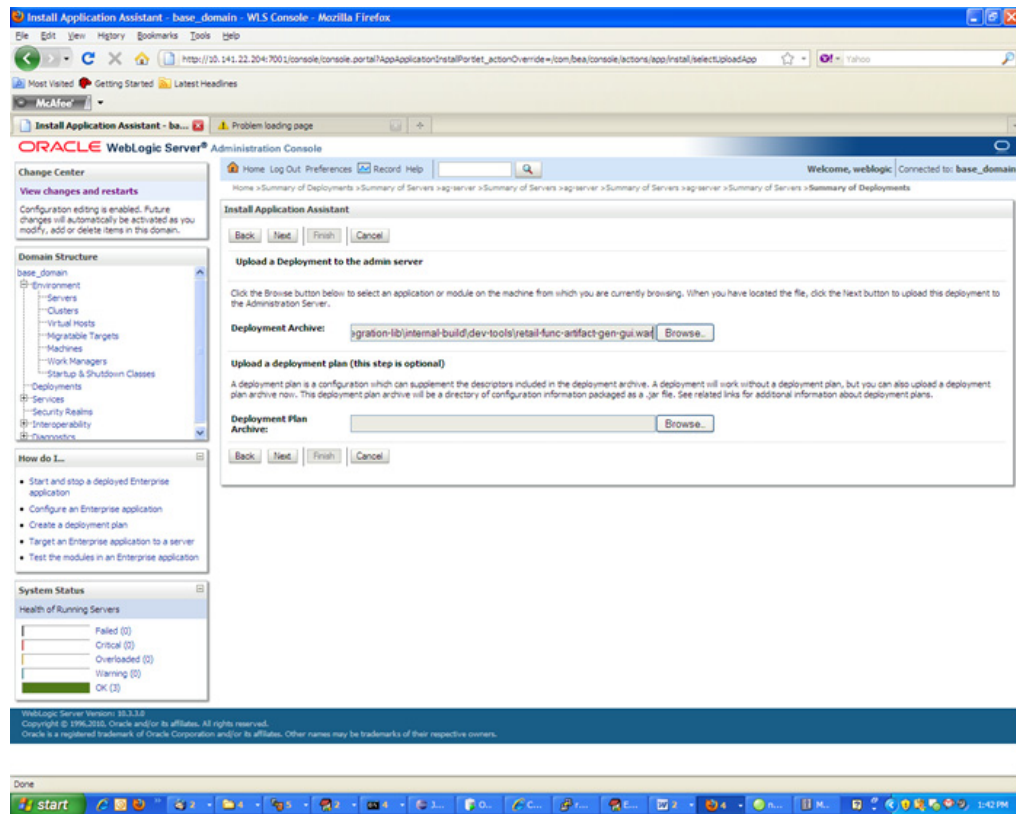 Install Application Assistant - base_domain - WLS Console - Mozilla Firefox
File Edit View History Bookmarks Tools Help
http://10.141.22.204:7001/console/console.portal?AppApplicationInstallPortlet_actionOverride=/com/bea/console/actions/app/install/selectUploadApp
Yahoo
Most Visited Getting Started Latest Headlines
McAfee
Install Application Assistant - ba... Problem loading page
ORACLE WebLogic Server® Administration Console
Change Center
View changes and restarts
Configuration editing is enabled. Future
changes will automatically be activated as you
modify, add or delete items in this domain.
Domain Structure
base_domain
Environment
Servers
Clusters
Virtual Hosts
Migratable Targets
Machines
Work Managers
Startup & Shutdown Classes
Deployments
Services
Security Realms
Interoperability
Diagnostics
How do I...
Start and stop a deployed Enterprise
application
Configure an Enterprise application
Create a deployment plan
Target an Enterprise application to a server
Test the modules in an Enterprise application
System Status
Health of Running Servers
Failed (0)
Critical (0)
Overloaded (0)
Warning (0)
OK (3)
Home Log Out Preferences Record Help
Welcome, weblogic Connected to: base_domain
Home >Summary of Deployments >Summary of Servers >ag-server >Summary of Servers >ag-server >Summary of Servers >ag-server >Summary of Servers >Summary of Deployments
Install Application Assistant
Back Next Finish Cancel
Upload a Deployment to the admin server
Click the Browse button below to select an application or module on the machine from which you are currently browsing. When you have located the file, click the Next button to upload this deployment to
the Administration Server.
Deployment Archive: gration-lib\internal-build\dev-tools\retail-func-artifact-gen-gui.war Browse..
Upload a deployment plan (this step is optional)
A deployment plan is a configuration which can supplement the descriptors included in the deployment archive. A deployment will work without a deployment plan, but you can also upload a deployment
plan archive now. This deployment plan archive will be a directory of configuration information packaged as a .jar file. See related links for additional information about deployment plans.
Deployment Plan
Archive: Browse..
Back Next Finish Cancel
WebLogic Server Version: 10.3.3.0
Copyright © 1996,2010, Oracle and/or its affiliates. All rights reserved.
Oracle is a registered trademark of Oracle Corporation and/or its affiliates. Other names may be trademarks of their respective owners.
Done
start 2 4 5 2 4 J... O... C... r... E... 2 4 n... M... 1:42 PM